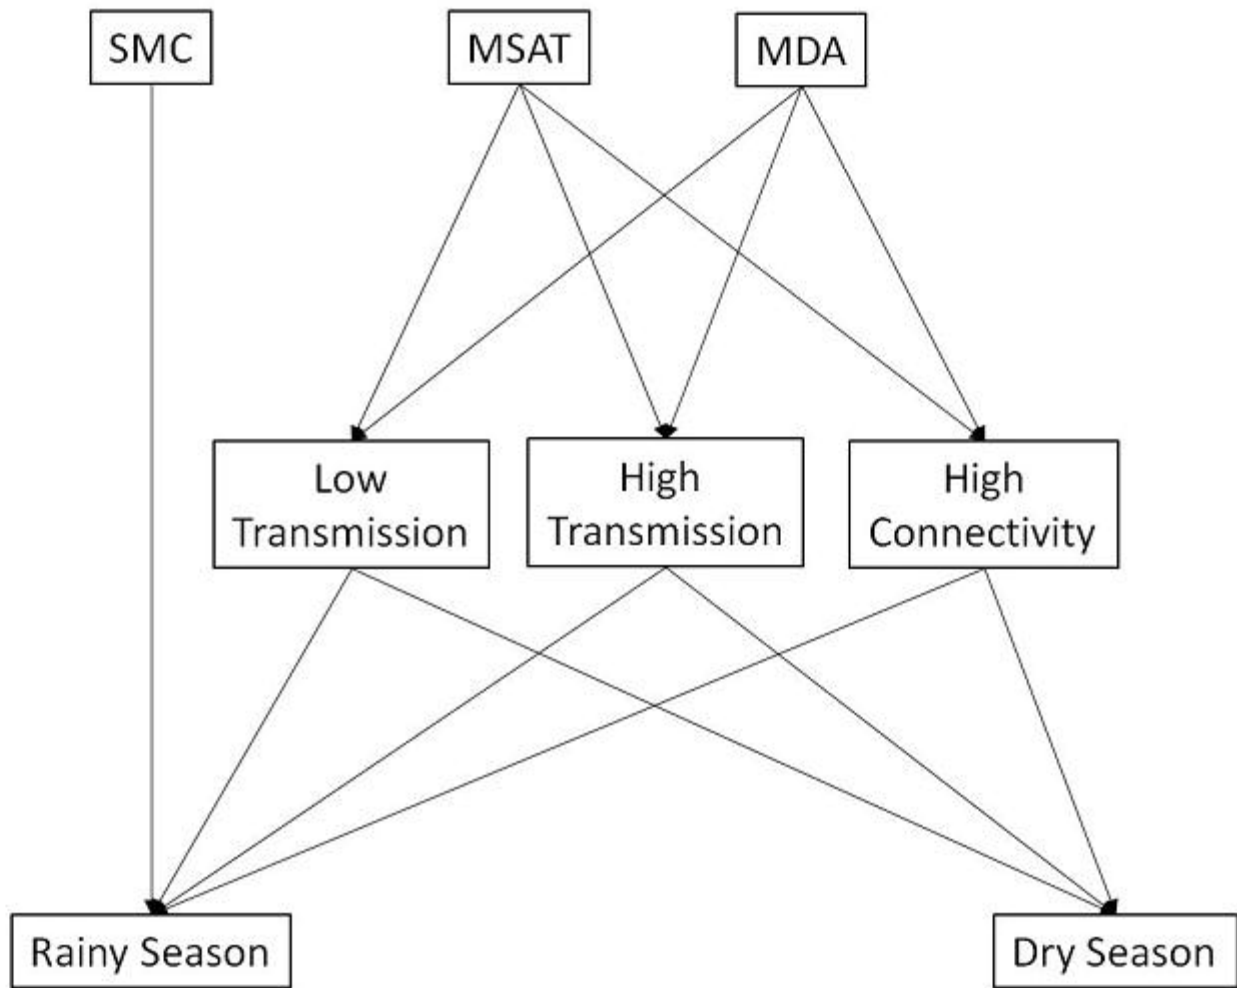 SMC
MSAT
MDA
Low
Transmission
High
Transmission
High
Connectivity
Rainy Season
Dry Season